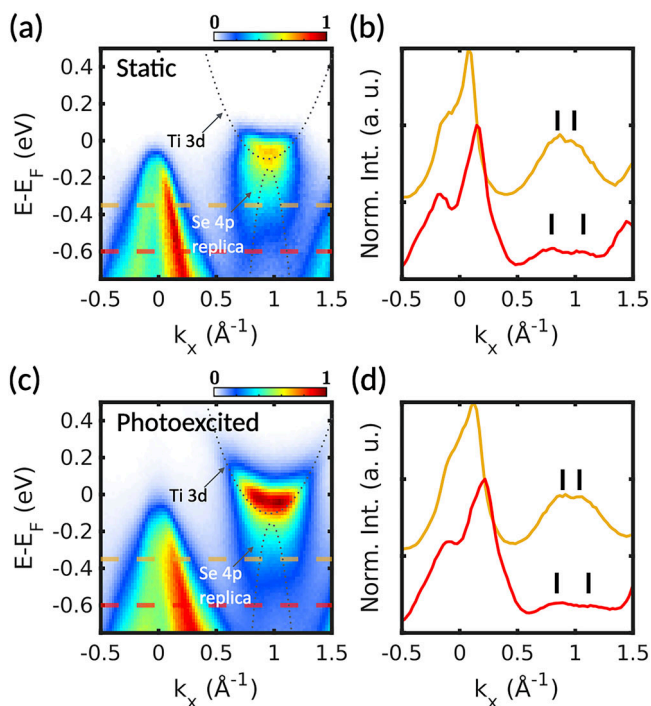 (a)
0 1
Static
Ti 3d
Se 4p
replica
0.4
0.2
0
-0.2
-0.4
-0.6
E-E_F (eV)
-0.5 0 0.5 1 1.5
k_x (Å⁻¹)
(b)
Norm. Int. (a. u.)
-0.5 0 0.5 1 1.5
k_x (Å⁻¹)
(c)
0 1
Photoexcited
Ti 3d
Se 4p
replica
0.4
0.2
0
-0.2
-0.4
-0.6
E-E_F (eV)
-0.5 0 0.5 1 1.5
k_x (Å⁻¹)
(d)
Norm. Int. (a. u.)
-0.5 0 0.5 1 1.5
k_x (Å⁻¹)